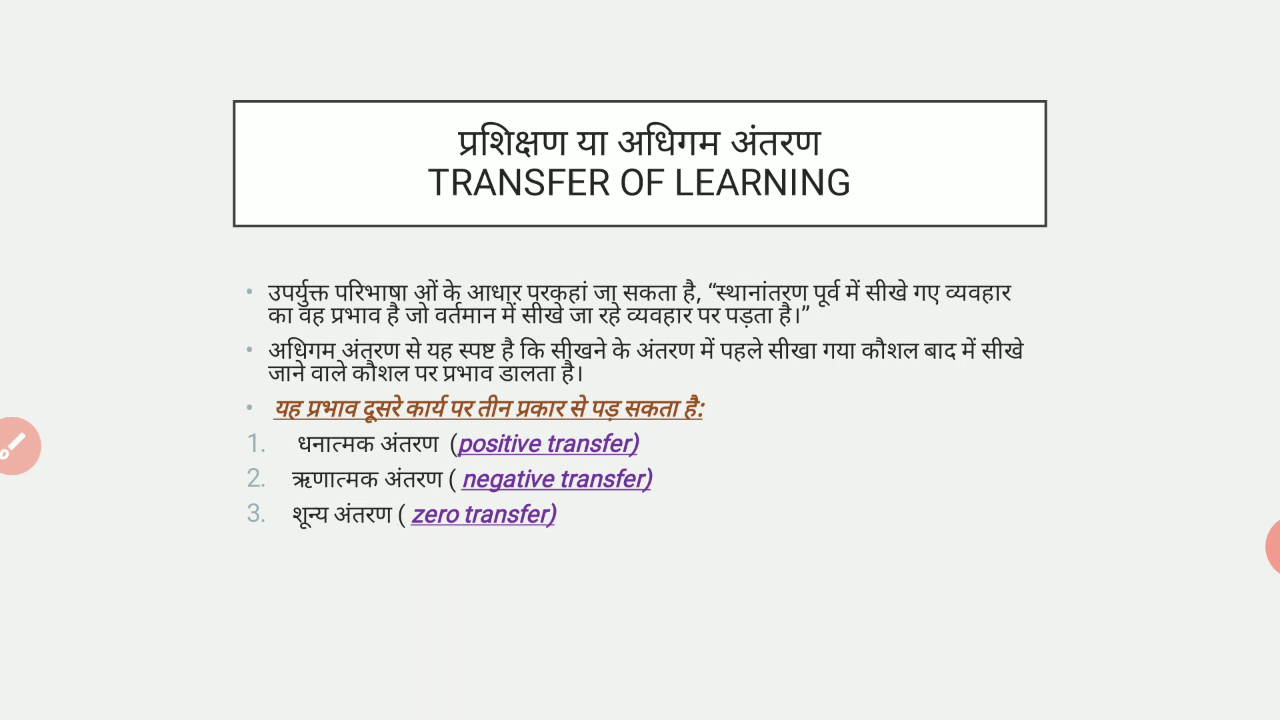 प्रशिक्षण या अधिगम अंतरण
TRANSFER OF LEARNING
• उपर्युक्त परिभाषा ओं के आधार परकहां जा सकता है, “स्थानांतरण पूर्व में सीखे गए व्यवहार
का वह प्रभाव है जो वर्तमान में सीखे जा रहे व्यवहार पर पड़ता है।”
• अधिगम अंतरण से यह स्पष्ट है कि सीखने के अंतरण में पहले सीखा गया कौशल बाद में सीखे
जाने वाले कौशल पर प्रभाव डालता है।
• यह प्रभाव दूसरे कार्य पर तीन प्रकार से पड़ सकता है:
1. धनात्मक अंतरण (positive transfer)
2. ऋणात्मक अंतरण ( negative transfer)
3. शून्य अंतरण ( zero transfer)